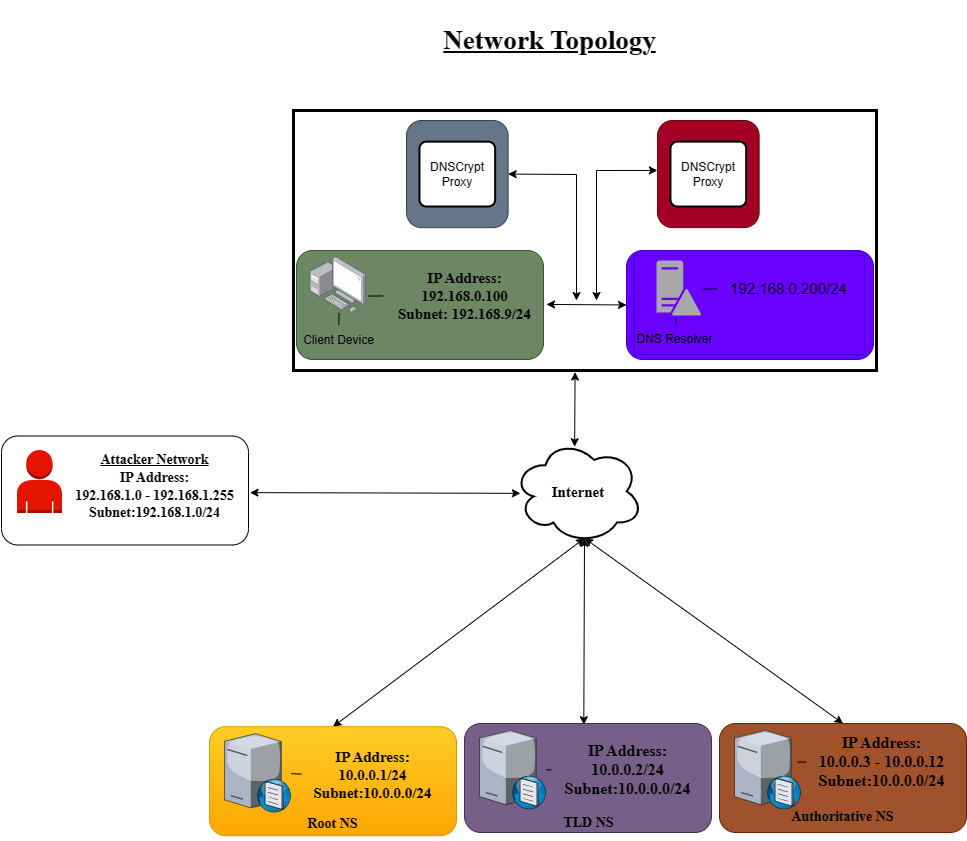 Network Topology
DNSCrypt
Proxy
DNSCrypt
Proxy
IP Address:
192.168.0.100
Subnet: 192.168.9/24
Client Device
192.168.0.200/24
DNS Resolver
Attacker Network
IP Address:
192.168.1.0 - 192.168.1.255
Subnet:192.168.1.0/24
Internet
IP Address:
10.0.0.1/24
Subnet:10.0.0.0/24
Root NS
IP Address:
10.0.0.2/24
Subnet:10.0.0.0/24
TLD NS
IP Address:
10.0.0.3 - 10.0.0.12
Subnet:10.0.0.0/24
Authoritative NS